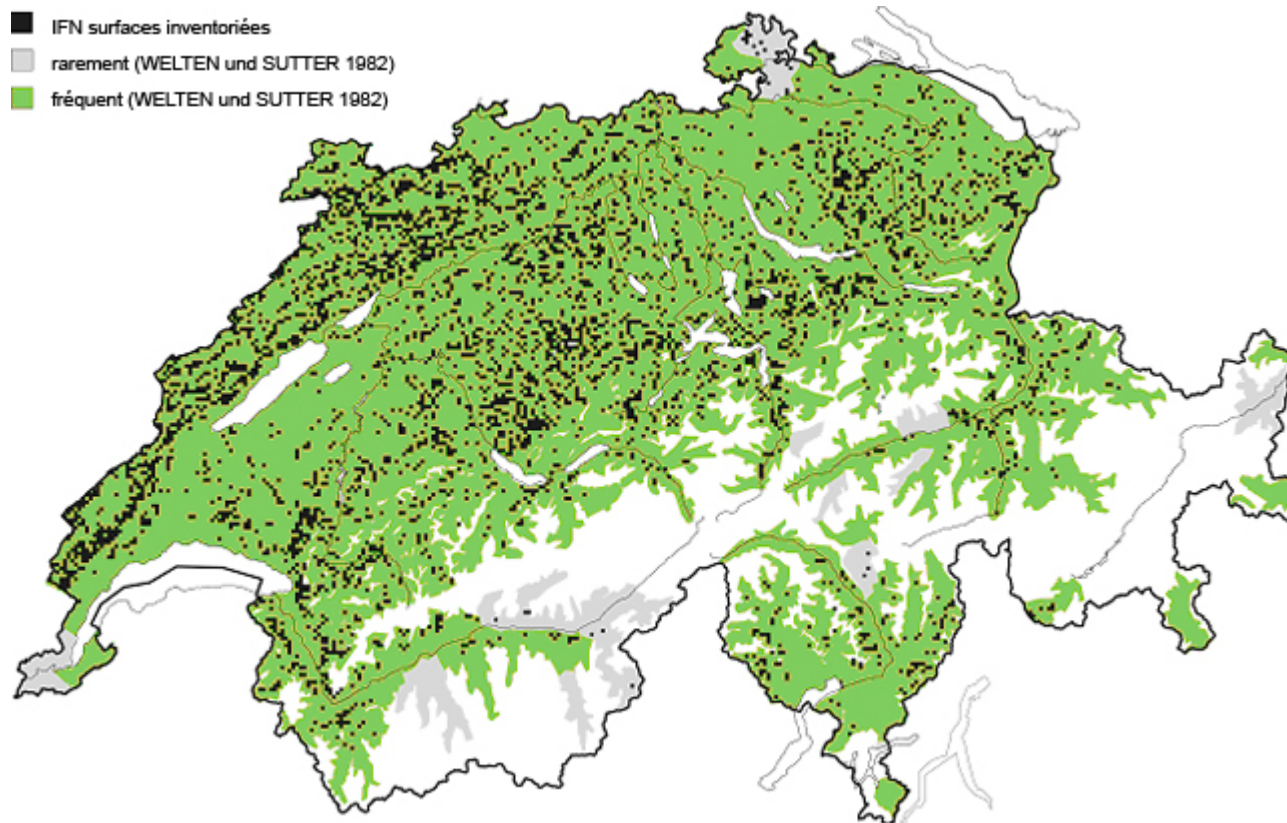 IFN surfaces inventoriées
rarement (WELTEN und SUTTER 1982)
fréquent (WELTEN und SUTTER 1982)